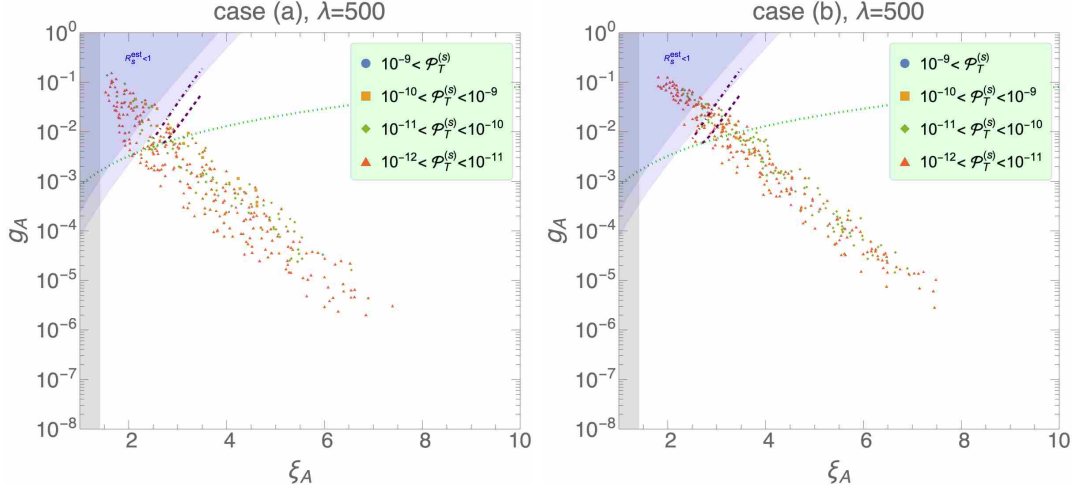 case (a), λ=500
10⁰
10⁻¹
10⁻²
10⁻³
10⁻⁴
10⁻⁵
10⁻⁶
10⁻⁷
10⁻⁸
g_A
R_s^est<1
10⁻⁹< 𝒫_T^(s)
10⁻¹⁰< 𝒫_T^(s) <10⁻⁹
10⁻¹¹< 𝒫_T^(s) <10⁻¹⁰
10⁻¹²< 𝒫_T^(s) <10⁻¹¹
2 4 6 8 10
ξ_A
case (b), λ=500
10⁰
10⁻¹
10⁻²
10⁻³
10⁻⁴
10⁻⁵
10⁻⁶
10⁻⁷
10⁻⁸
g_A
R_s^est<1
10⁻⁹< 𝒫_T^(s)
10⁻¹⁰< 𝒫_T^(s) <10⁻⁹
10⁻¹¹< 𝒫_T^(s) <10⁻¹⁰
10⁻¹²< 𝒫_T^(s) <10⁻¹¹
2 4 6 8 10
ξ_A